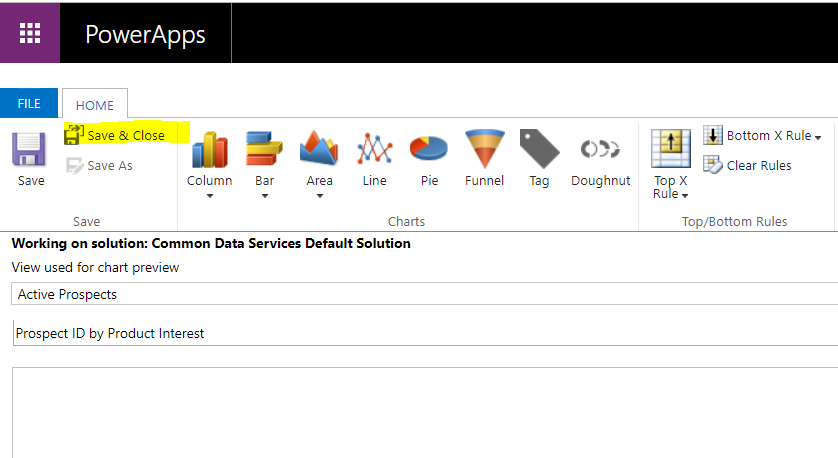 PowerApps
FILE
HOME
Save
Save & Close
Save As
Save
Column
Bar
Area
Line
Pie
Funnel
Tag
Doughnut
Charts
Top X
Rule
Bottom X Rule
Clear Rules
Top/Bottom Rules
Working on solution: Common Data Services Default Solution
View used for chart preview
Active Prospects
Prospect ID by Product Interest